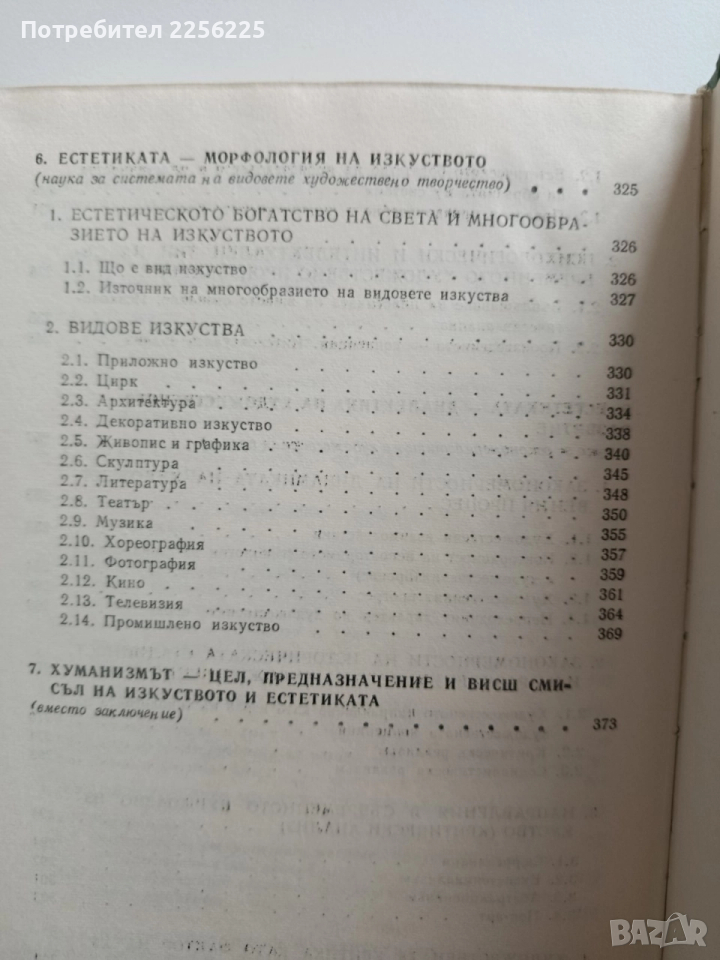 Потребител 2256225
6. ЕСТЕТИКАТА — МОРФОЛОГИЯ НА ИЗКУСТВОТО
(наука за системата на видовете художествено творчество) . . . 325
1. ЕСТЕТИЧЕСКОТО БОГАТСТВО НА СВЕТА И МНОГООБРА-
ЗИЕТО НА ИЗКУСТВОТО . . . . . . . . . . 326
1.1. Що е вид изкуство . . . . . . . . . . 326
1.2. Източник на многообразието на видовете изкуства . . . . 327
2. ВИДОВЕ ИЗКУСТВА . . . . . . . . . . 330
2.1. Приложно изкуство . . . . . . . . . . 330
2.2. Цирк . . . . . . . . . . 331
2.3. Архитектура . . . . . . . . . . 334
2.4. Декоративно изкуство . . . . . . . . . . 338
2.5. Живопис и графика . . . . . . . . . . 340
2.6. Скулптура . . . . . . . . . . 345
2.7. Литература . . . . . . . . . . 348
2.8. Театър . . . . . . . . . . 350
2.9. Музика . . . . . . . . . . 355
2.10. Хореография . . . . . . . . . . 357
2.11. Фотография . . . . . . . . . . 359
2.12. Кино . . . . . . . . . . 361
2.13. Телевизия . . . . . . . . . . 364
2.14. Промишлено изкуство . . . . . . . . . . 369
7. ХУМАНИЗМЪТ — ЦЕЛ, ПРЕДНАЗНАЧЕНИЕ И ВИСШ СМИ-
СЪЛ НА ИЗКУСТВОТО И ЕСТЕТИКАТА
(вместо заключение) . . . . . . . . . . 373
BAZAR